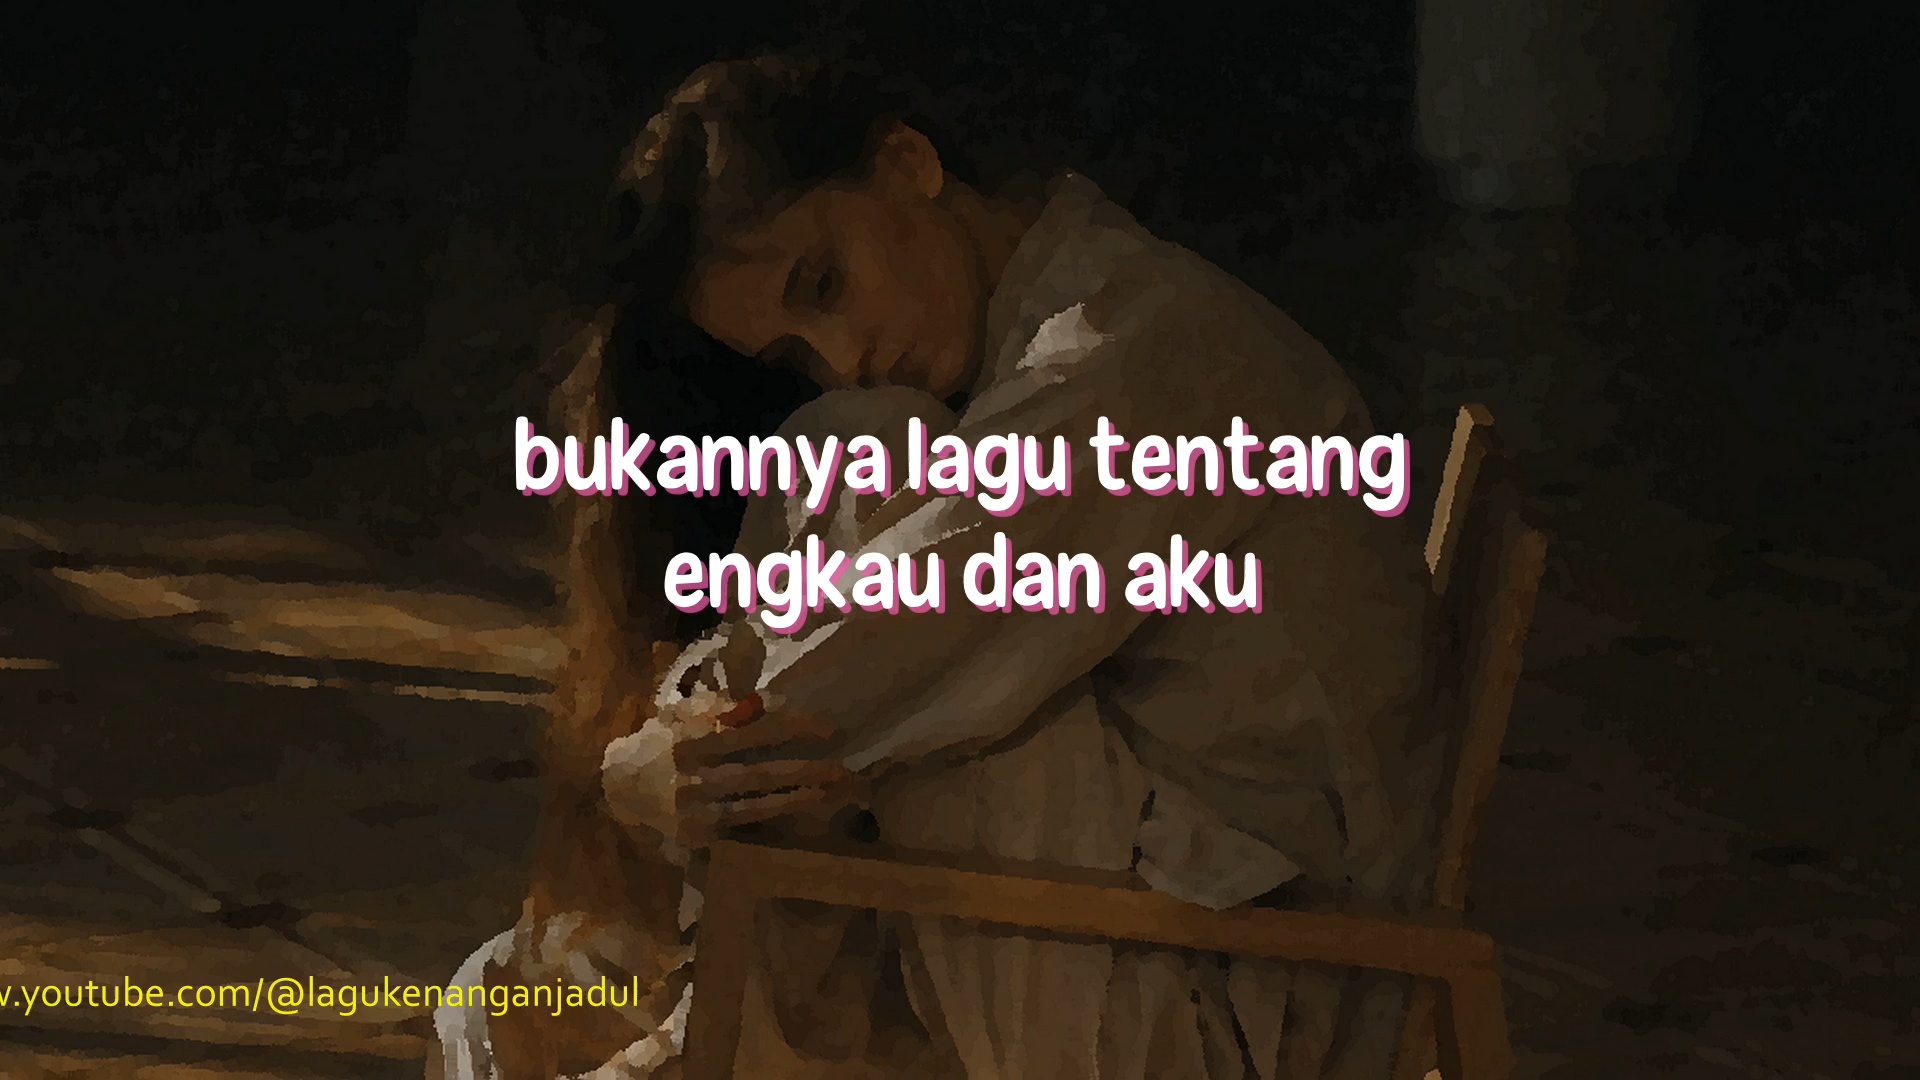 bukannya lagu tentang
engkau dan aku
.youtube.com/@lagukenanganjadul